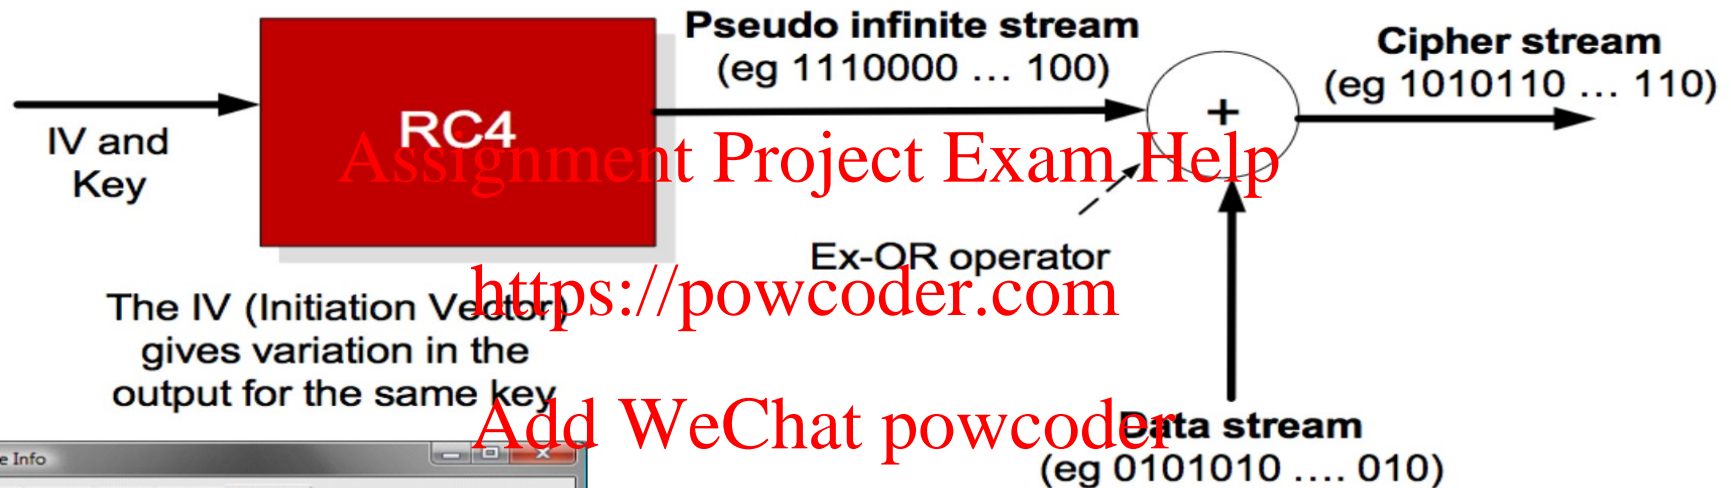 Pseudo infinite stream
(eg 1110000 ... 100)
Cipher stream
(eg 1010110 ... 110)
IV and
Key
RC4
+
Assignment Project Exam Help
Ex-OR operator
https://powcoder.com
The IV (Initiation Vector)
gives variation in the
output for the same key
Add WeChat powcoder
Data stream
(eg 0101010 .... 010)
e Info